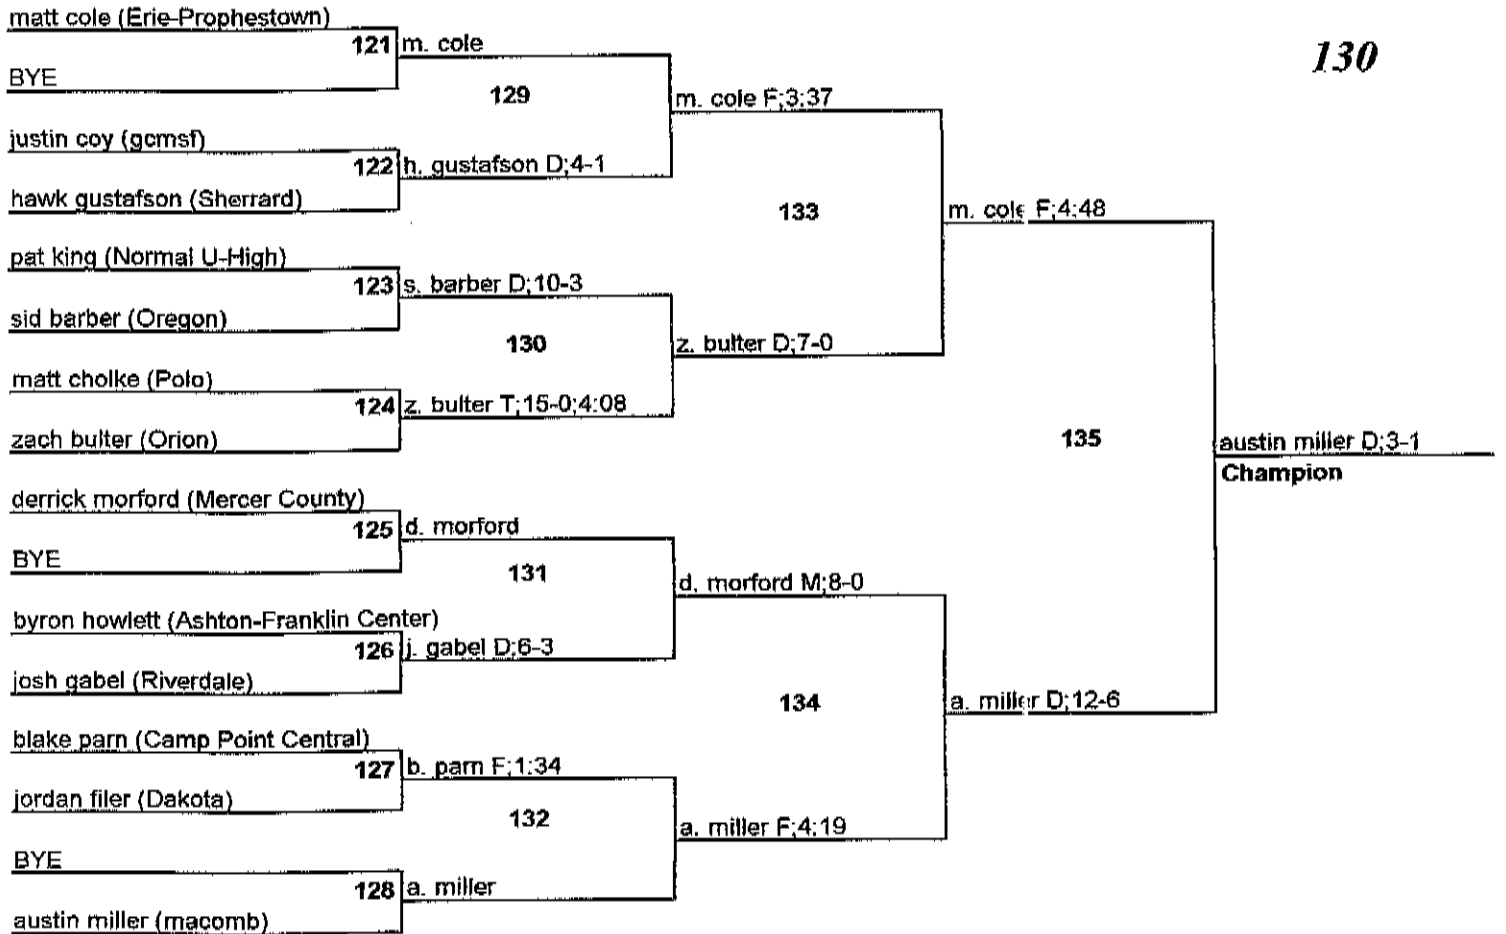 matt cole (Erie-Prophestown)
121 m. cole
BYE
129
130
m. cole F;3:37
justin coy (gcmsf)
122 h. gustafson D;4-1
hawk gustafson (Sherrard)
133
m. cole F;4:48
pat king (Normal U-High)
123 s. barber D;10-3
sid barber (Oregon)
130
z. bulter D;7-0
matt cholke (Polo)
124 z. bulter T;15-0;4:08
zach bulter (Orion)
135
austin miller D;3-1
Champion
derrick morford (Mercer County)
125 d. morford
BYE
131
d. morford M;8-0
byron howlett (Ashton-Franklin Center)
126 j. gabel D;6-3
josh gabel (Riverdale)
134
a. miller D;12-6
blake parn (Camp Point Central)
127 b. parn F;1:34
jordan filer (Dakota)
132
a. miller F;4:19
BYE
128 a. miller
austin miller (macomb)